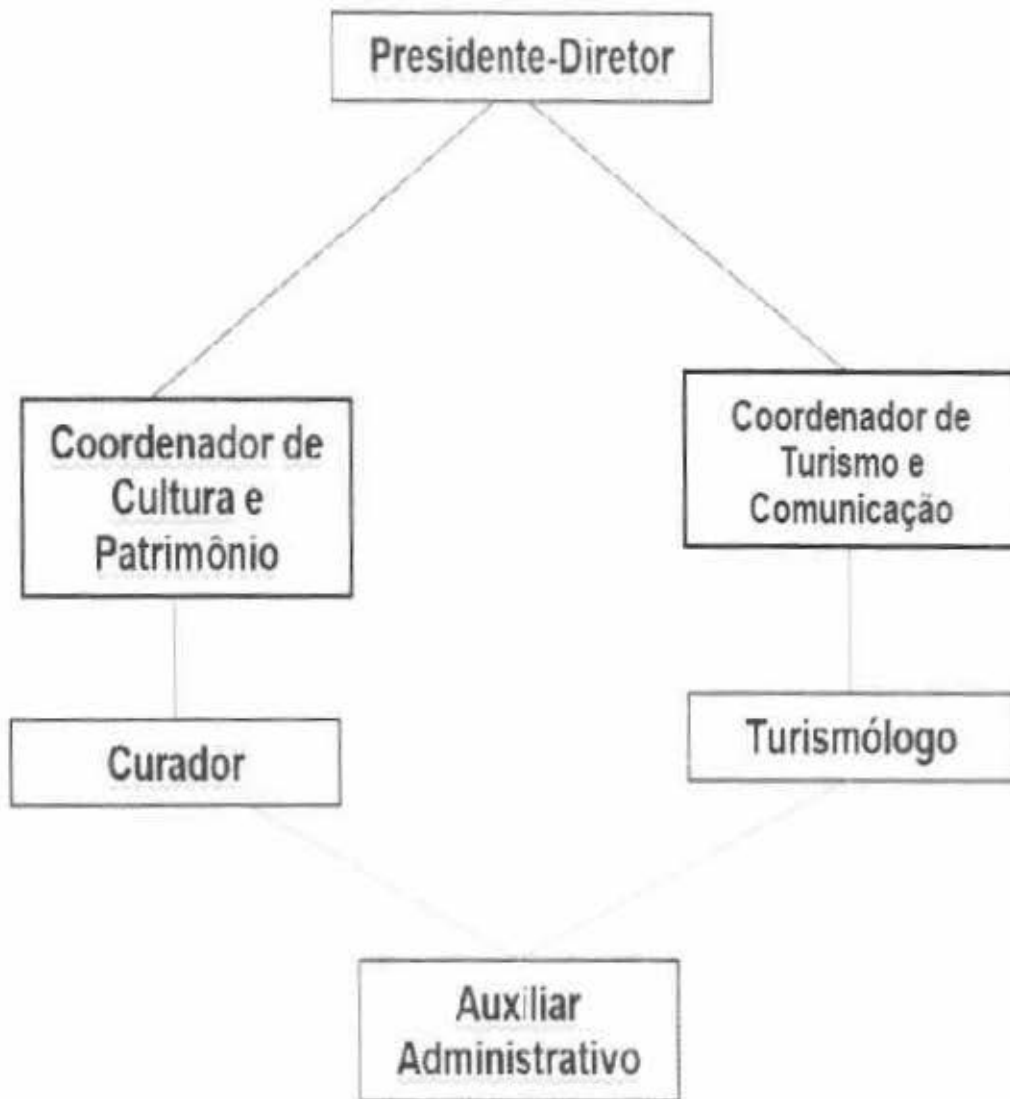 Presidente-Diretor
Coordenador de
Cultura e
Patrimônio
Coordenador de
Turismo e
Comunicação
Curador
Turismólogo
Auxiliar
Administrativo